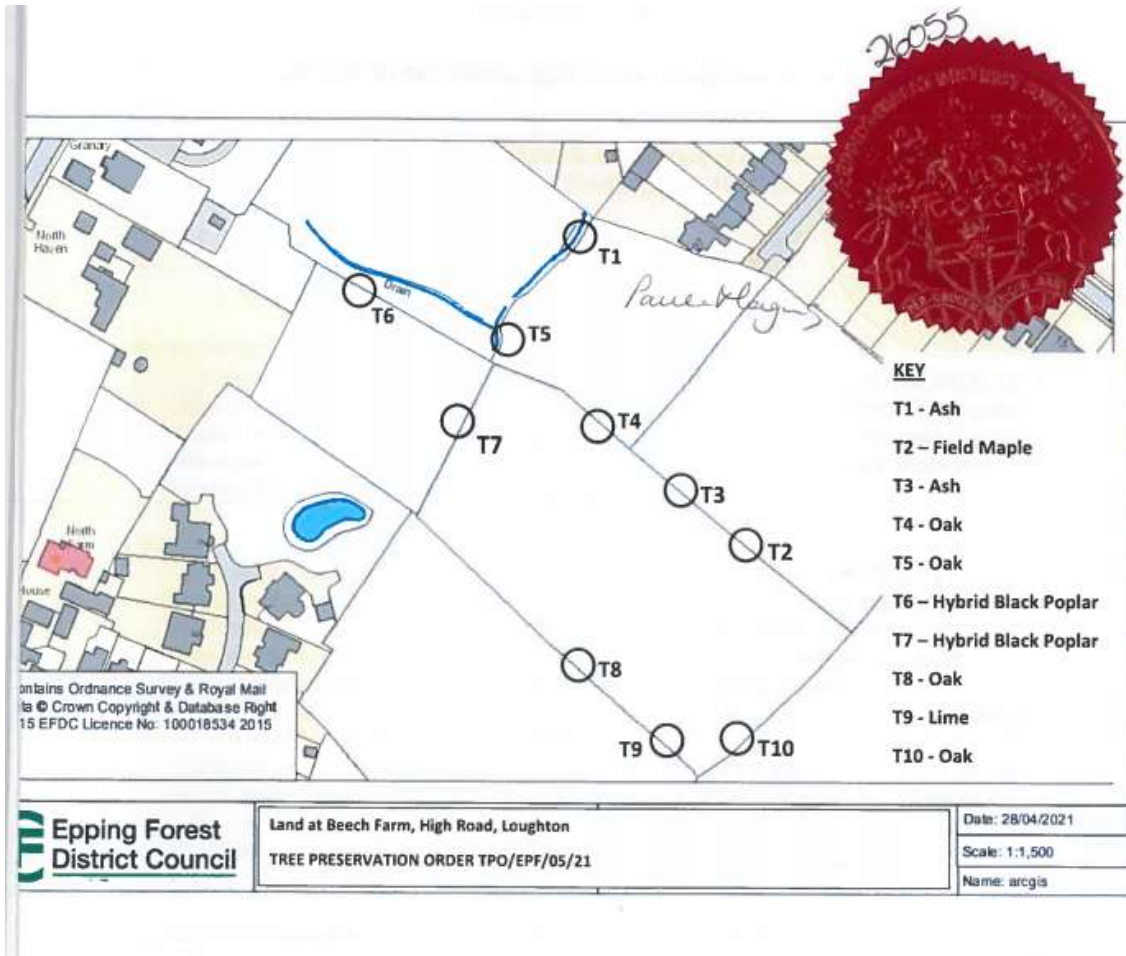 26055
Granary
North
Haven
Drain
T1
T6
T5
T7
T4
T3
T2
T8
T9
T10
North
KEY
T1 - Ash
T2 – Field Maple
T3 - Ash
T4 - Oak
T5 - Oak
T6 – Hybrid Black Poplar
T7 – Hybrid Black Poplar
T8 - Oak
T9 - Lime
T10 - Oak
ontains Ordnance Survey & Royal Mail
ta © Crown Copyright & Database Right
15 EFDC Licence No: 100018534 2015
Epping Forest
District Council
Land at Beech Farm, High Road, Loughton
TREE PRESERVATION ORDER TPO/EPF/05/21
Date: 28/04/2021
Scale: 1:1,500
Name: arcgis